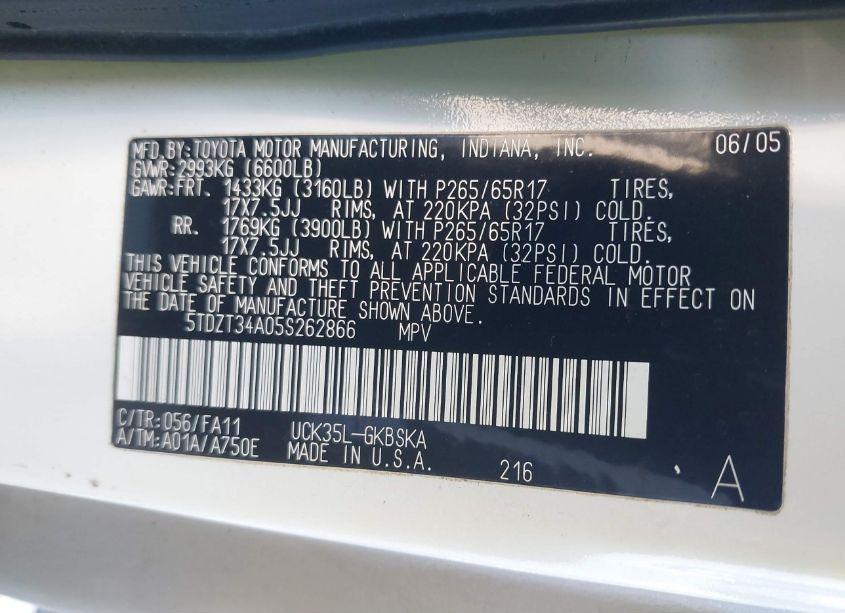 MFD.BY:TOYOTA MOTOR MANUFACTURING, INDIANA, INC. 06/05
GVWR:2993KG (6600LB)
GAWR:FRT. 1433KG (3160LB) WITH P265/65R17 TIRES,
17X7.5JJ RIMS, AT 220KPA (32PSI) COLD.
RR. 1769KG (3900LB) WITH P265/65R17 TIRES,
17X7.5JJ RIMS, AT 220KPA (32PSI) COLD.
THIS VEHICLE CONFORMS TO ALL APPLICABLE FEDERAL MOTOR
VEHICLE SAFETY AND THEFT PREVENTION STANDARDS IN EFFECT ON
THE DATE OF MANUFACTURE SHOWN ABOVE.
5TDZT34A05S262866 MPV
C/TR:056/FA11 UCK35L-GKBSKA
A/TM:A01A/A750E MADE IN U.S.A. 216 A